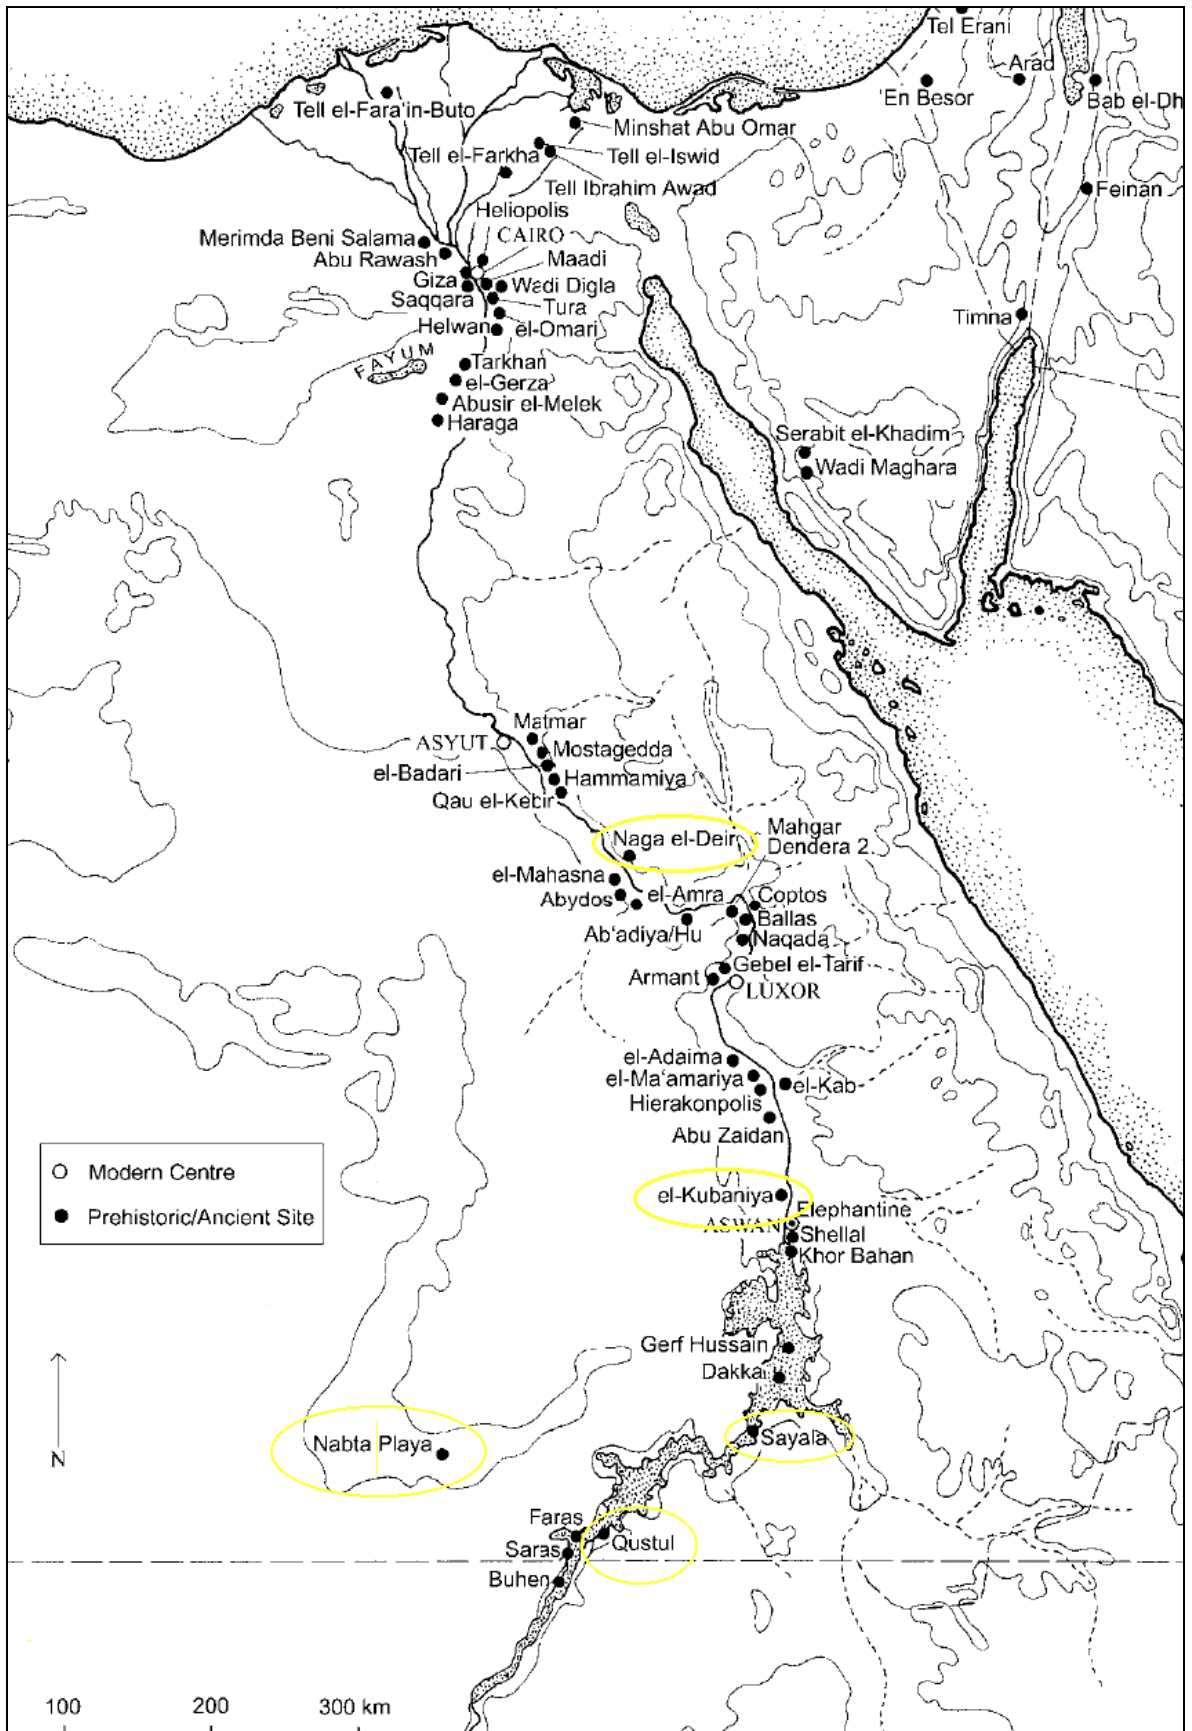 Tel Erani
Arad
'En Besor
Bab el-Dh
Tell el-Fara'in-Buto
Minshat Abu Omar
Tell el-Farkha
Tell el-Iswid
Tell Ibrahim Awad
Feinan
Heliopolis
CAIRO
Merimda Beni Salama
Abu Rawash
Maadi
Giza
Wadi Digla
Saqqara
Tura
Timna
Helwan
el-Omari
FAYUM
Tarkhan
el-Gerza
Abusir el-Melek
Haraga
Serabit el-Khadim
Wadi Maghara
Matmar
ASYUT
Mostagedda
el-Badari
Hammamiya
Qau el-Kebir
Naga el-Deir
Mahgar
Dendera 2
el-Mahasna
Abydos
el-Amra
Coptos
Ballas
Ab'adiya/Hu
Naqada
Gebel el-Tarif
Armant
LUXOR
el-Adaima
el-Ma'amariya
el-Kab
Hierakonpolis
Abu Zaidan
Modern Centre
Prehistoric/Ancient Site
el-Kubaniya
Elephantine
ASWAN
Shellal
Khor Bahan
Gerf Hussain
Dakka
Sayala
Nabta Playa
N
Faras
Qustul
Saras
Buhen
100 200 300 km